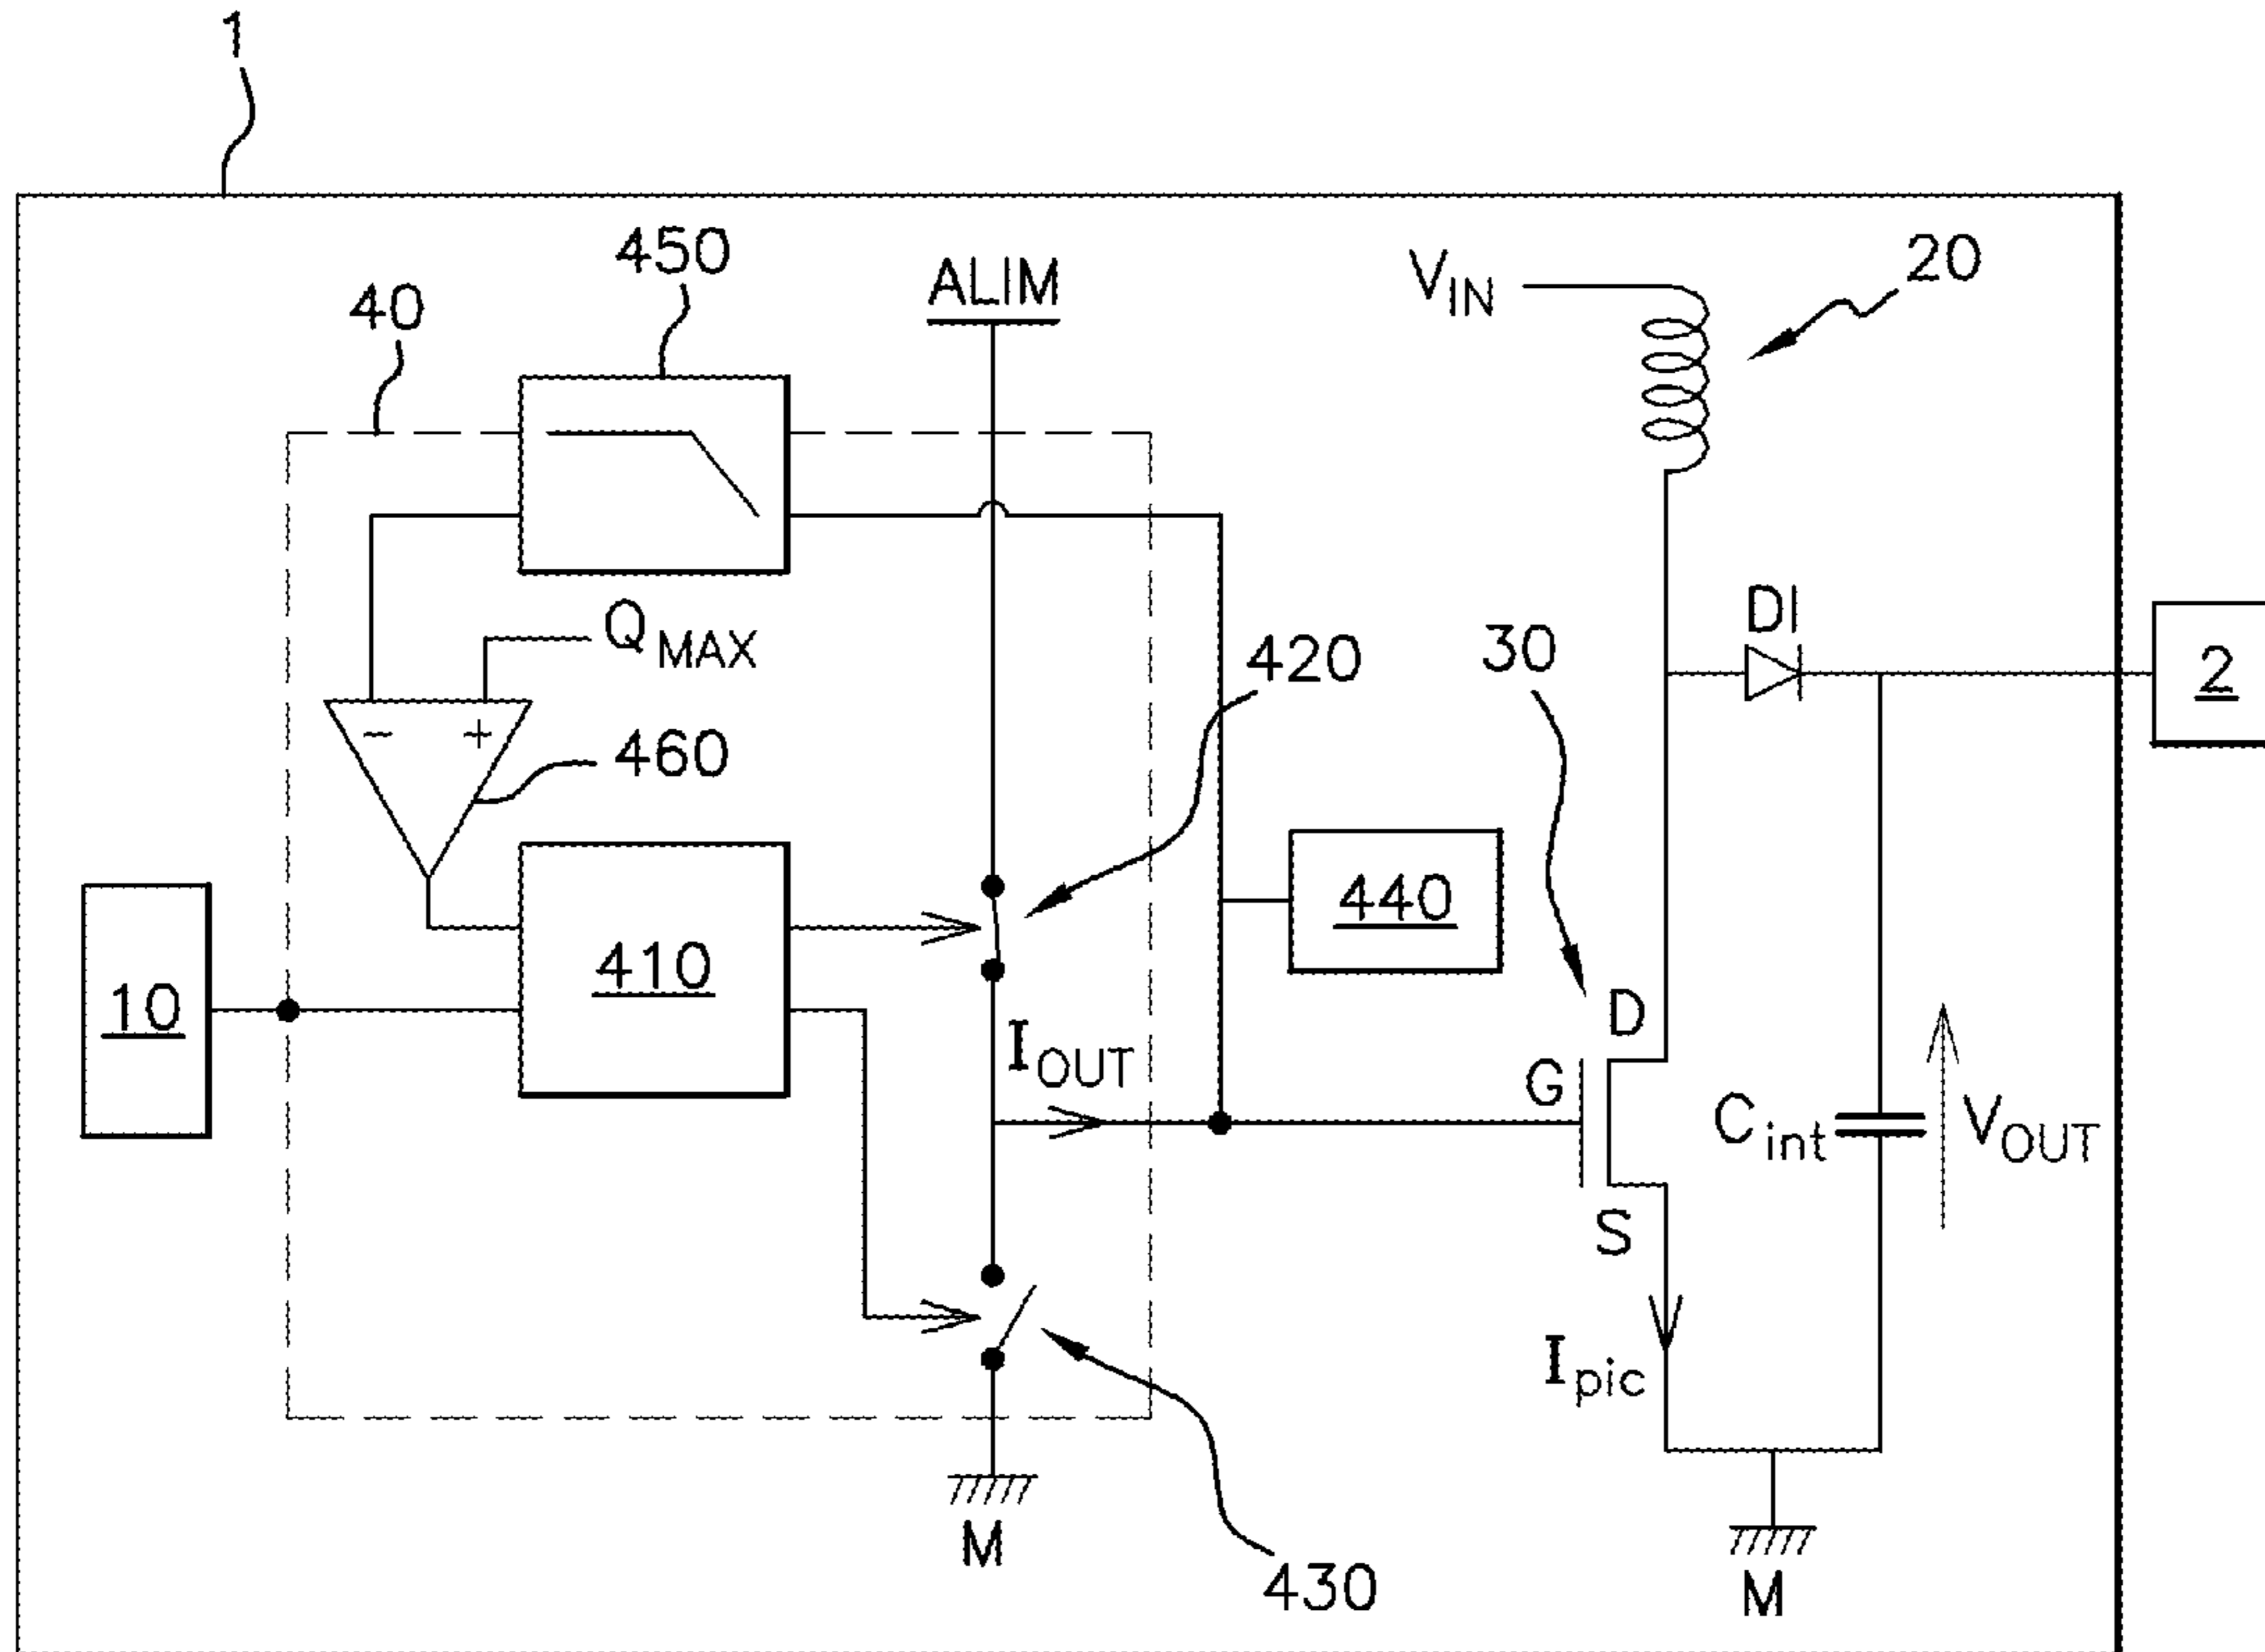 1
450
ALIM
V_IN
20
40
Q_MAX
DI
30
420
2
- +
460
440
410
10
D
I_OUT
G
C_int
V_OUT
S
I_pic
M
430
M